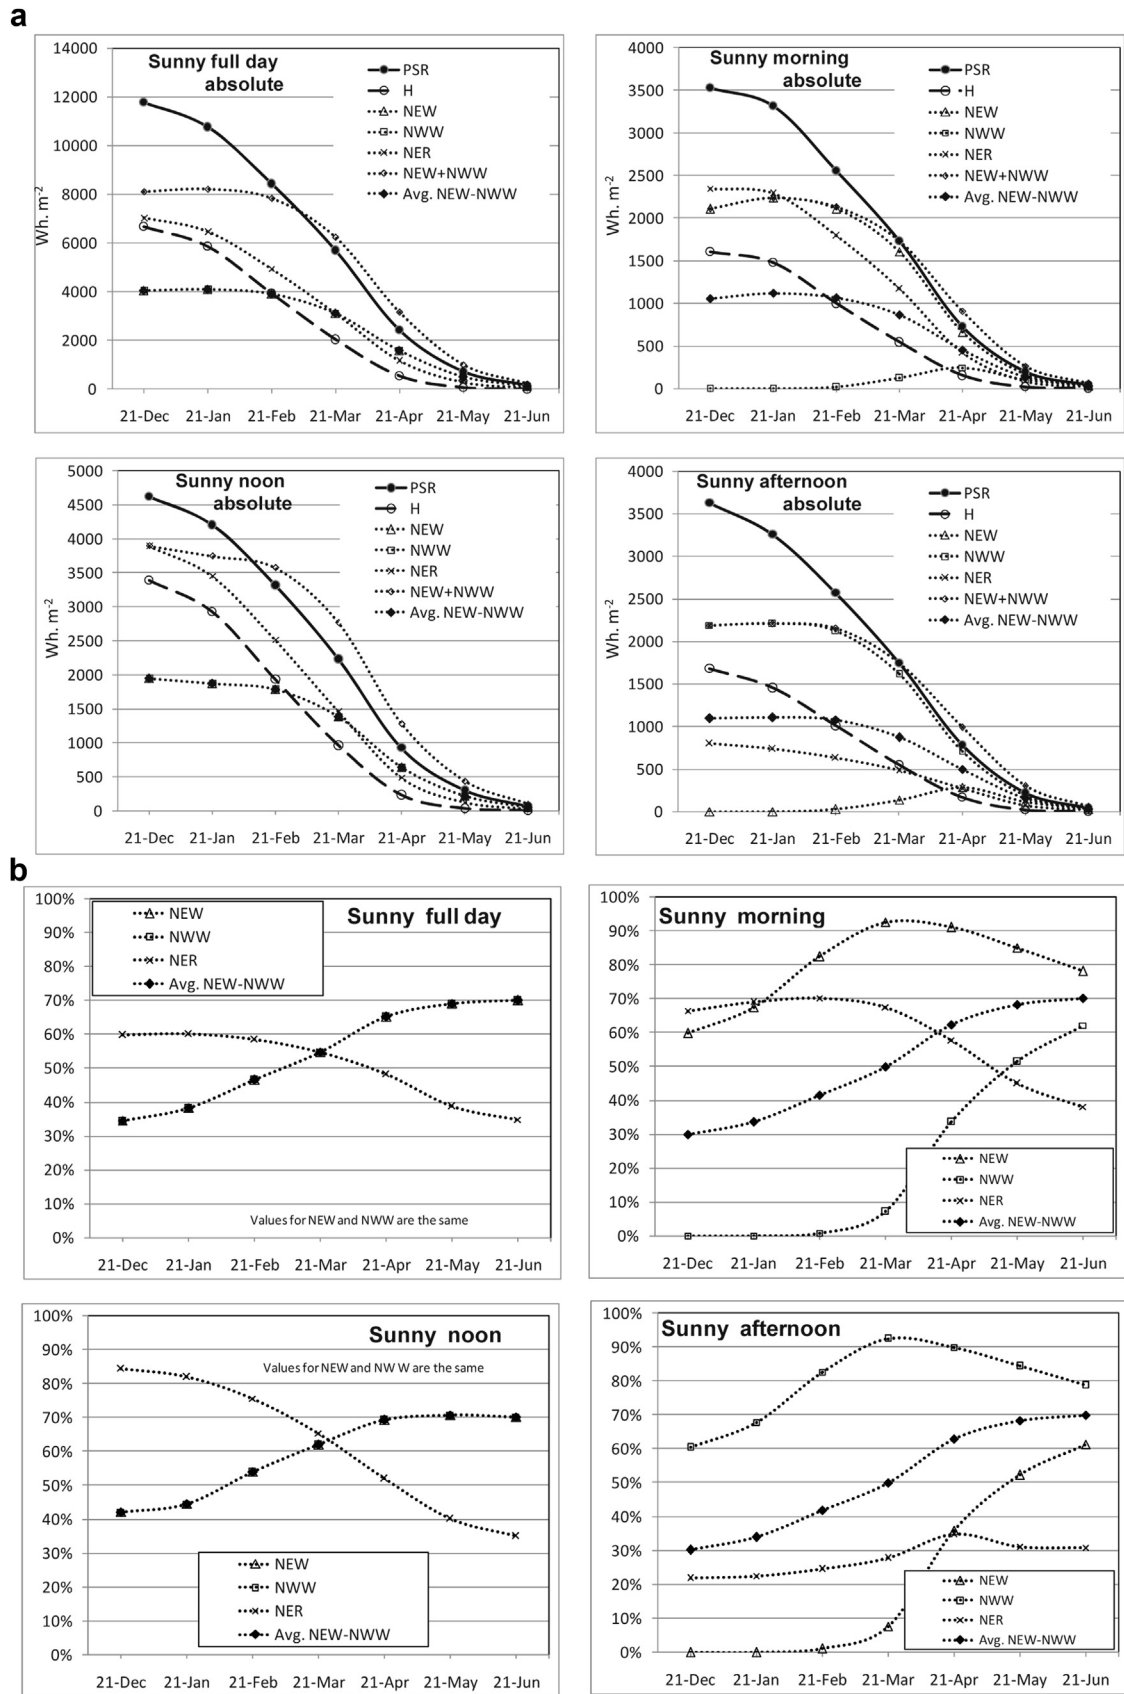 a
Sunny full day
absolute
Wh. m-2
14000
12000
10000
8000
6000
4000
2000
0
PSR
H
NEW
NWW
NER
NEW+NWW
Avg. NEW-NWW
21-Dec 21-Jan 21-Feb 21-Mar 21-Apr 21-May 21-Jun
Sunny morning
absolute
Wh. m-2
4000
3500
3000
2500
2000
1500
1000
500
0
PSR
H
NEW
NWW
NER
NEW+NWW
Avg. NEW-NWW
21-Dec 21-Jan 21-Feb 21-Mar 21-Apr 21-May 21-Jun
Sunny noon
absolute
Wh. m-2
5000
4500
4000
3500
3000
2500
2000
1500
1000
500
0
PSR
H
NEW
NWW
NER
NEW+NWW
Avg. NEW-NWW
21-Dec 21-Jan 21-Feb 21-Mar 21-Apr 21-May 21-Jun
Sunny afternoon
absolute
Wh. m-2
4000
3500
3000
2500
2000
1500
1000
500
0
PSR
H
NEW
NWW
NER
NEW+NWW
Avg. NEW-NWW
21-Dec 21-Jan 21-Feb 21-Mar 21-Apr 21-May 21-Jun
b
Sunny full day
100%
90%
80%
70%
60%
50%
40%
30%
20%
10%
0%
NEW
NWW
NER
Avg. NEW-NWW
Values for NEW and NWW are the same
21-Dec 21-Jan 21-Feb 21-Mar 21-Apr 21-May 21-Jun
Sunny morning
100%
90%
80%
70%
60%
50%
40%
30%
20%
10%
0%
NEW
NWW
NER
Avg. NEW-NWW
21-Dec 21-Jan 21-Feb 21-Mar 21-Apr 21-May 21-Jun
Sunny noon
Values for NEW and NW W are the same
100%
90%
80%
70%
60%
50%
40%
30%
20%
10%
0%
NEW
NWW
NER
Avg. NEW-NWW
21-Dec 21-Jan 21-Feb 21-Mar 21-Apr 21-May 21-Jun
Sunny afternoon
100%
90%
80%
70%
60%
50%
40%
30%
20%
10%
0%
NEW
NWW
NER
Avg. NEW-NWW
21-Dec 21-Jan 21-Feb 21-Mar 21-Apr 21-May 21-Jun